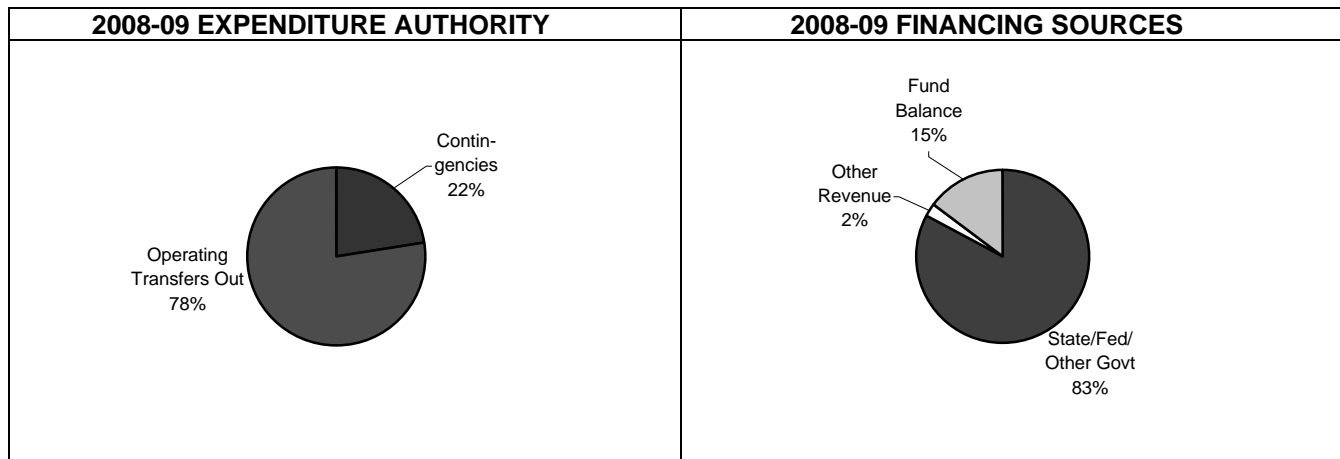 2008-09 EXPENDITURE AUTHORITY
Contin-
gencies
22%
Operating
Transfers Out
78%
2008-09 FINANCING SOURCES
Fund
Balance
15%
Other
Revenue
2%
State/Fed/
Other Govt
83%